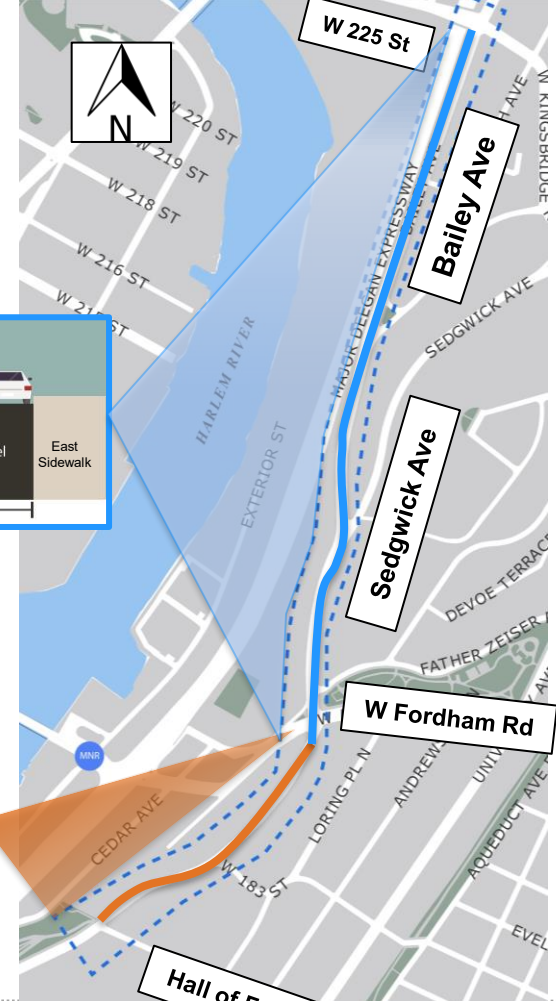 W 225 St
N
W 220 ST
W 219 ST
W 218 ST
W 216 ST
AVE
W KINGSBRIDGE
Bailey Ave
MAJOR DEEGAN EXPRESSWAY
SEDGWICK AVE
HARLEM RIVER
East
Sidewalk
EXTERIOR ST
Sedgwick Ave
DEVOE TERRACE
FATHER ZEISER
W Fordham Rd
MNR
CEDAR AVE
LORING PL N
ANDREWS
UNIV
AQUEDUCT AVE
W 183 ST
EVEL
Hall of